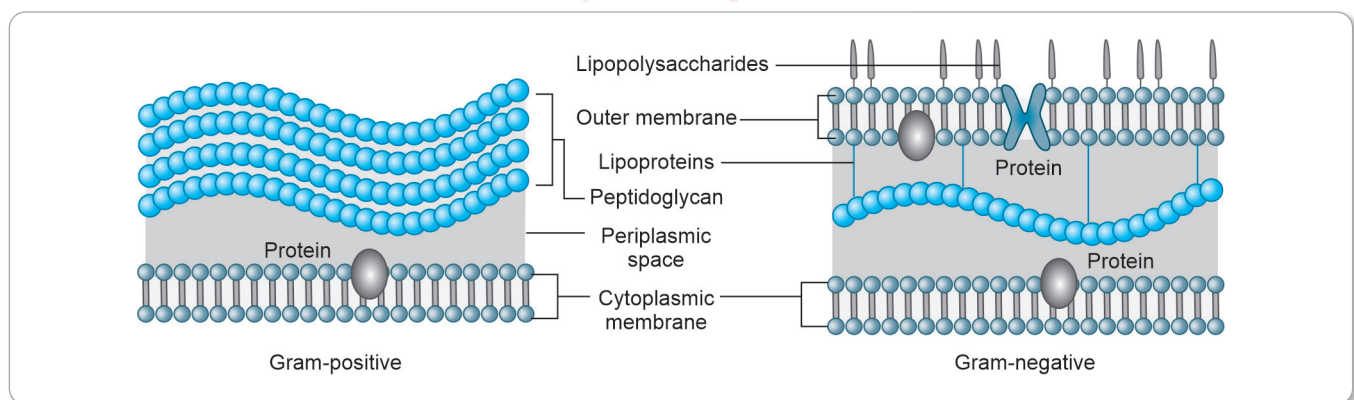 Lipopolysaccharides
Outer membrane
Lipoproteins
Protein
Peptidoglycan
Periplasmic
space
Protein
Protein
Cytoplasmic
membrane
Gram-positive
Gram-negative